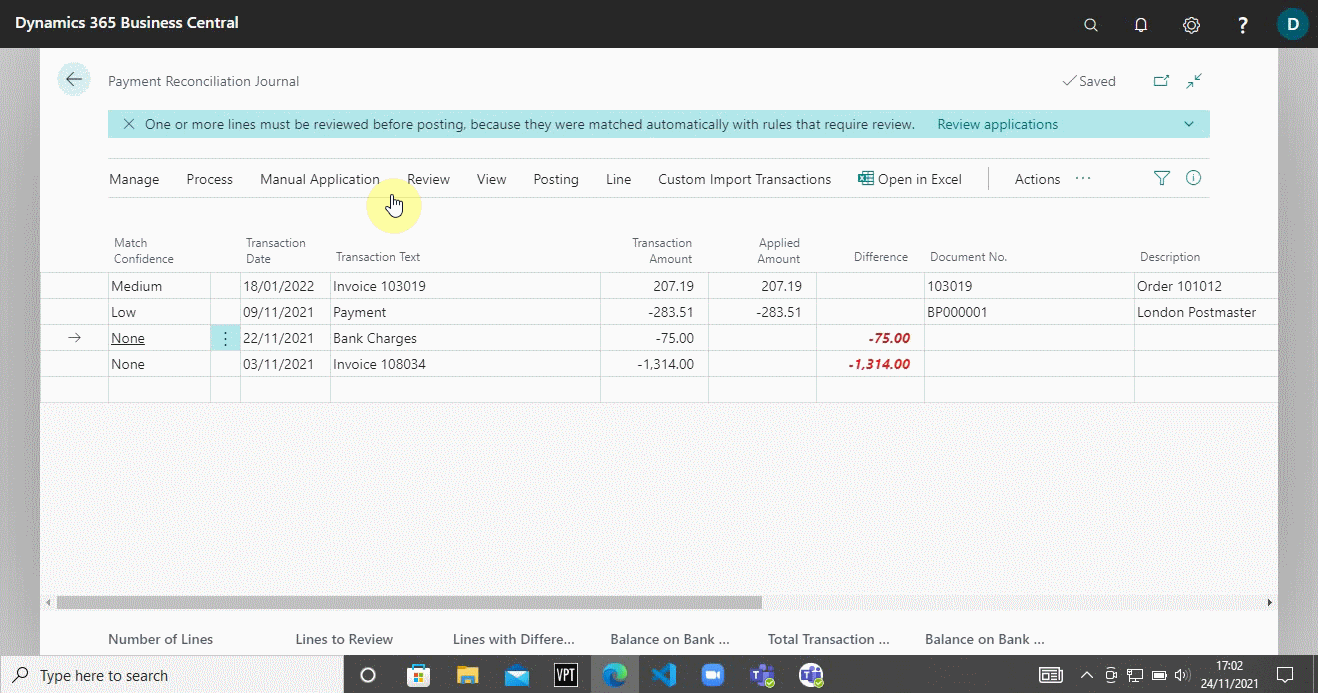 Dynamics 365 Business Central
?
D
Payment Reconciliation Journal
Saved
One or more lines must be reviewed before posting, because they were matched automatically with rules that require review. Review applications
Manage Process Manual Application Review View Posting Line Custom Import Transactions Open in Excel Actions ...
Match Confidence Transaction Date Transaction Text Transaction Amount Applied Amount Difference Document No. Description
Medium 18/01/2022 Invoice 103019 207.19 207.19 103019 Order 101012
Low 09/11/2021 Payment -283.51 -283.51 BP000001 London Postmaster
None 22/11/2021 Bank Charges -75.00 -75.00
None 03/11/2021 Invoice 108034 -1,314.00 -1,314.00
Number of Lines Lines to Review Lines with Differe... Balance on Bank ... Total Transaction ... Balance on Bank ...
Type here to search
VPT
17:02
24/11/2021